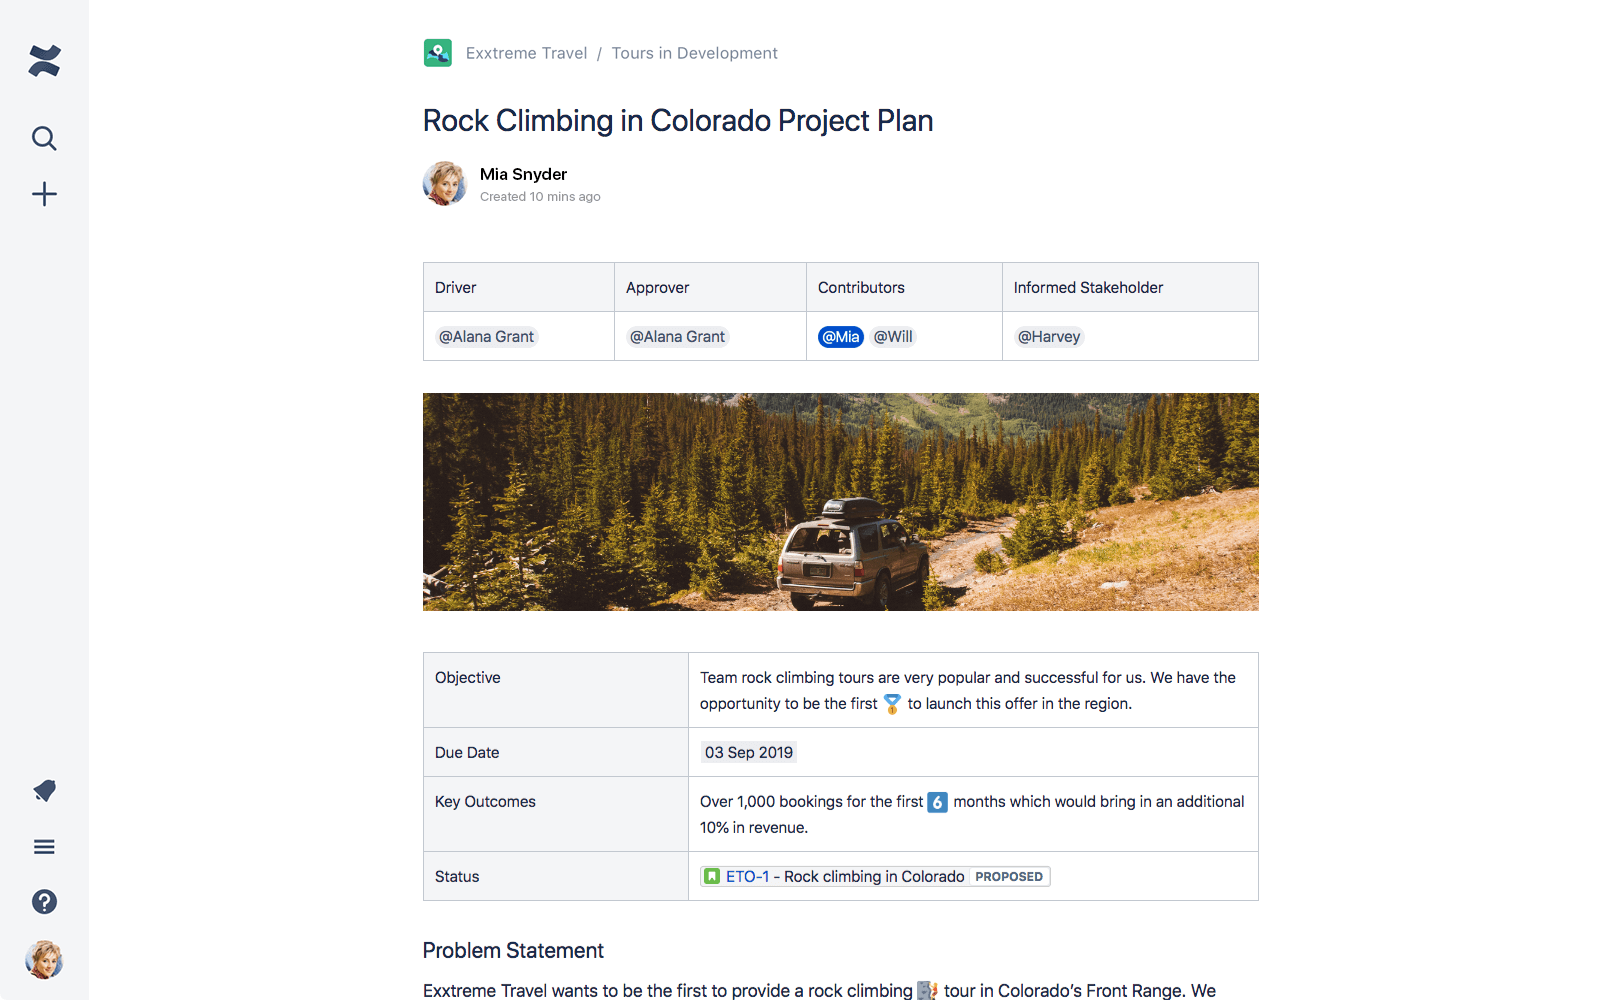 Exxtreme Travel / Tours in Development
Rock Climbing in Colorado Project Plan
Mia Snyder
Created 10 mins ago
Driver Approver Contributors Informed Stakeholder
@Alana Grant @Alana Grant @Mia @Will @Harvey
Objective Team rock climbing tours are very popular and successful for us. We have the
opportunity to be the first 🥇 to launch this offer in the region.
Due Date 03 Sep 2019
Key Outcomes Over 1,000 bookings for the first 6 months which would bring in an additional
10% in revenue.
Status ETO-1 - Rock climbing in Colorado PROPOSED
Problem Statement
Exxtreme Travel wants to be the first to provide a rock climbing 🧗 tour in Colorado’s Front Range. We